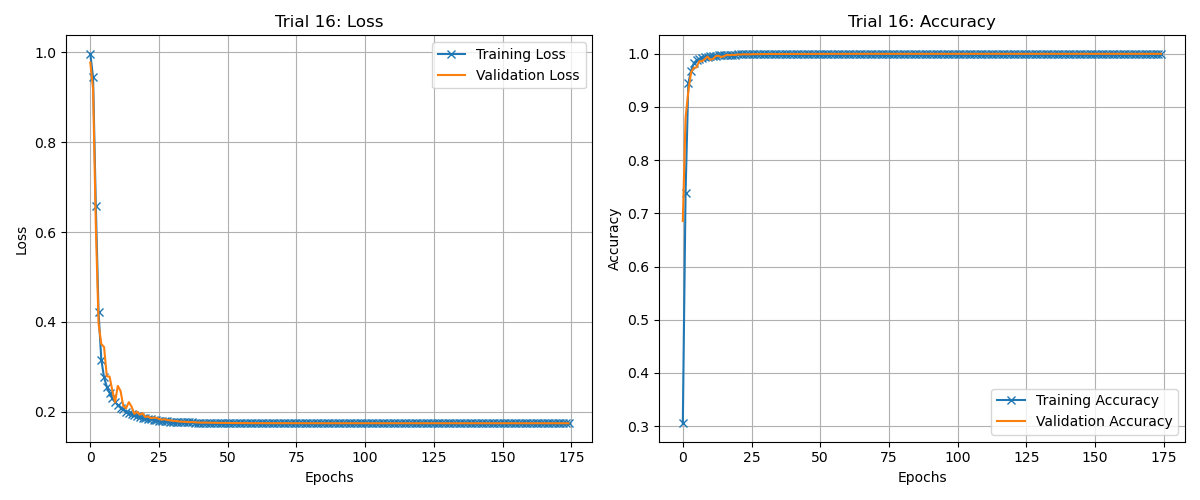 Trial 16: Loss
1.0
0.8
0.6
0.4
0.2
Loss
0
25
50
75
100
125
150
175
Epochs
Training Loss
Validation Loss
Trial 16: Accuracy
1.0
0.9
0.8
0.7
0.6
0.5
0.4
0.3
Accuracy
0
25
50
75
100
125
150
175
Epochs
Training Accuracy
Validation Accuracy